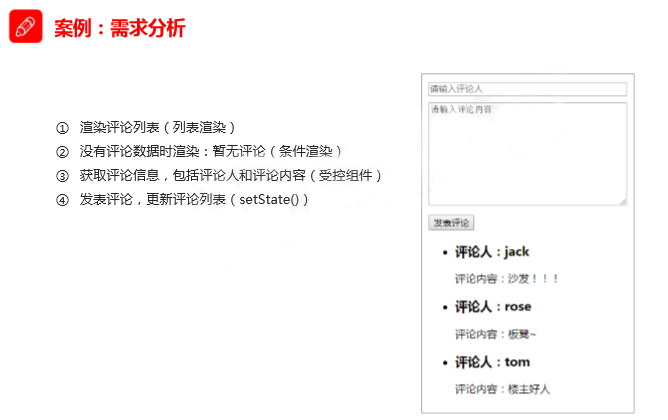 案例：需求分析
① 渲染评论列表（列表渲染）
② 没有评论数据时渲染：暂无评论（条件渲染）
③ 获取评论信息，包括评论人和评论内容（受控组件）
④ 发表评论，更新评论列表（setState()）
请输入评论人
请输入评论内容
发表评论
• 评论人：jack
评论内容：沙发！！！
• 评论人：rose
评论内容：板凳~
• 评论人：tom
评论内容：楼主好人